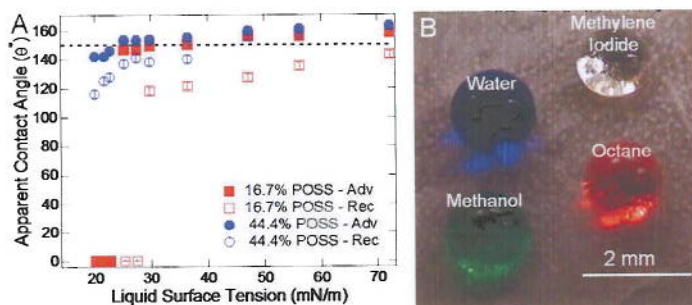 A
Apparent Contact Angle (θ*)
160
140
120
100
80
60
40
20
0
16.7% POSS - Adv
16.7% POSS - Rec
44.4% POSS - Adv
44.4% POSS - Rec
20 30 40 50 60 70
Liquid Surface Tension (mN/m)
B
Methylene
Iodide
Water
Octane
Methanol
2 mm